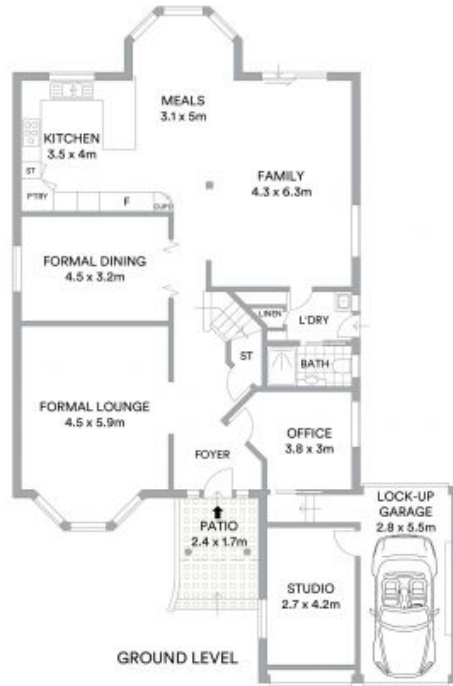 MEALS
3.1 x 5m
KITCHEN
3.5 x 4m
ST
P'TRY
F
CUPD
FAMILY
4.3 x 6.3m
FORMAL DINING
4.5 x 3.2m
LINEN
L'DRY
ST
BATH
FORMAL LOUNGE
4.5 x 5.9m
OFFICE
3.8 x 3m
FOYER
LOCK-UP
GARAGE
2.8 x 5.5m
PATIO
2.4 x 1.7m
STUDIO
2.7 x 4.2m
GROUND LEVEL